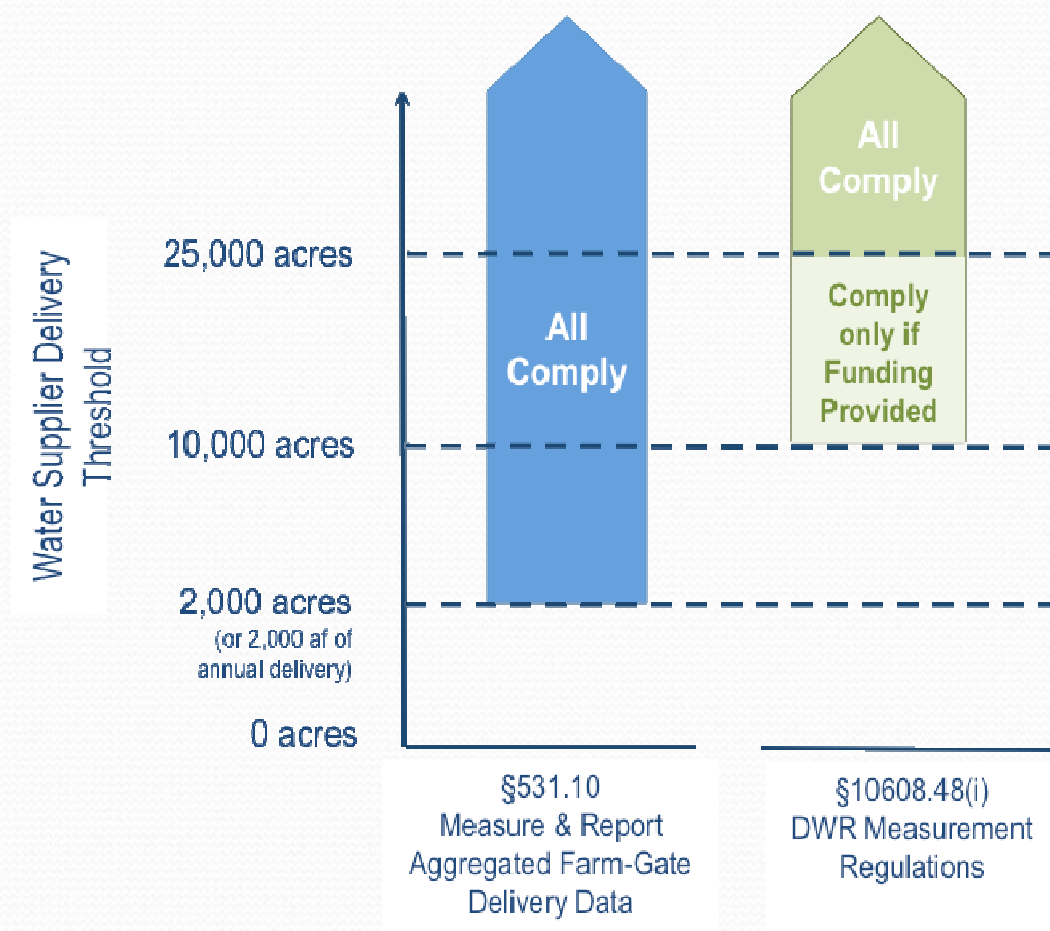 All
Comply
25,000 acres
Comply
only if
Funding
Provided
All
Comply
Water Supplier Delivery
Threshold
10,000 acres
2,000 acres
(or 2,000 af of
annual delivery)
0 acres
§531.10
Measure & Report
Aggregated Farm-Gate
Delivery Data
§10608.48(i)
DWR Measurement
Regulations